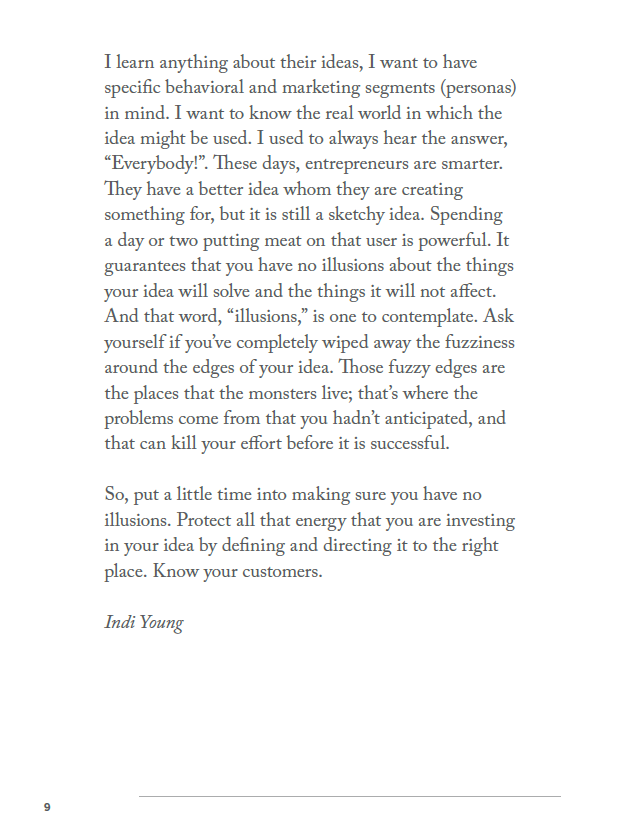 I learn anything about their ideas, I want to have
specific behavioral and marketing segments (personas)
in mind. I want to know the real world in which the
idea might be used. I used to always hear the answer,
“Everybody!”. These days, entrepreneurs are smarter.
They have a better idea whom they are creating
something for, but it is still a sketchy idea. Spending
a day or two putting meat on that user is powerful. It
guarantees that you have no illusions about the things
your idea will solve and the things it will not affect.
And that word, “illusions,” is one to contemplate. Ask
yourself if you’ve completely wiped away the fuzziness
around the edges of your idea. Those fuzzy edges are
the places that the monsters live; that’s where the
problems come from that you hadn’t anticipated, and
that can kill your effort before it is successful.
So, put a little time into making sure you have no
illusions. Protect all that energy that you are investing
in your idea by defining and directing it to the right
place. Know your customers.
Indi Young
9